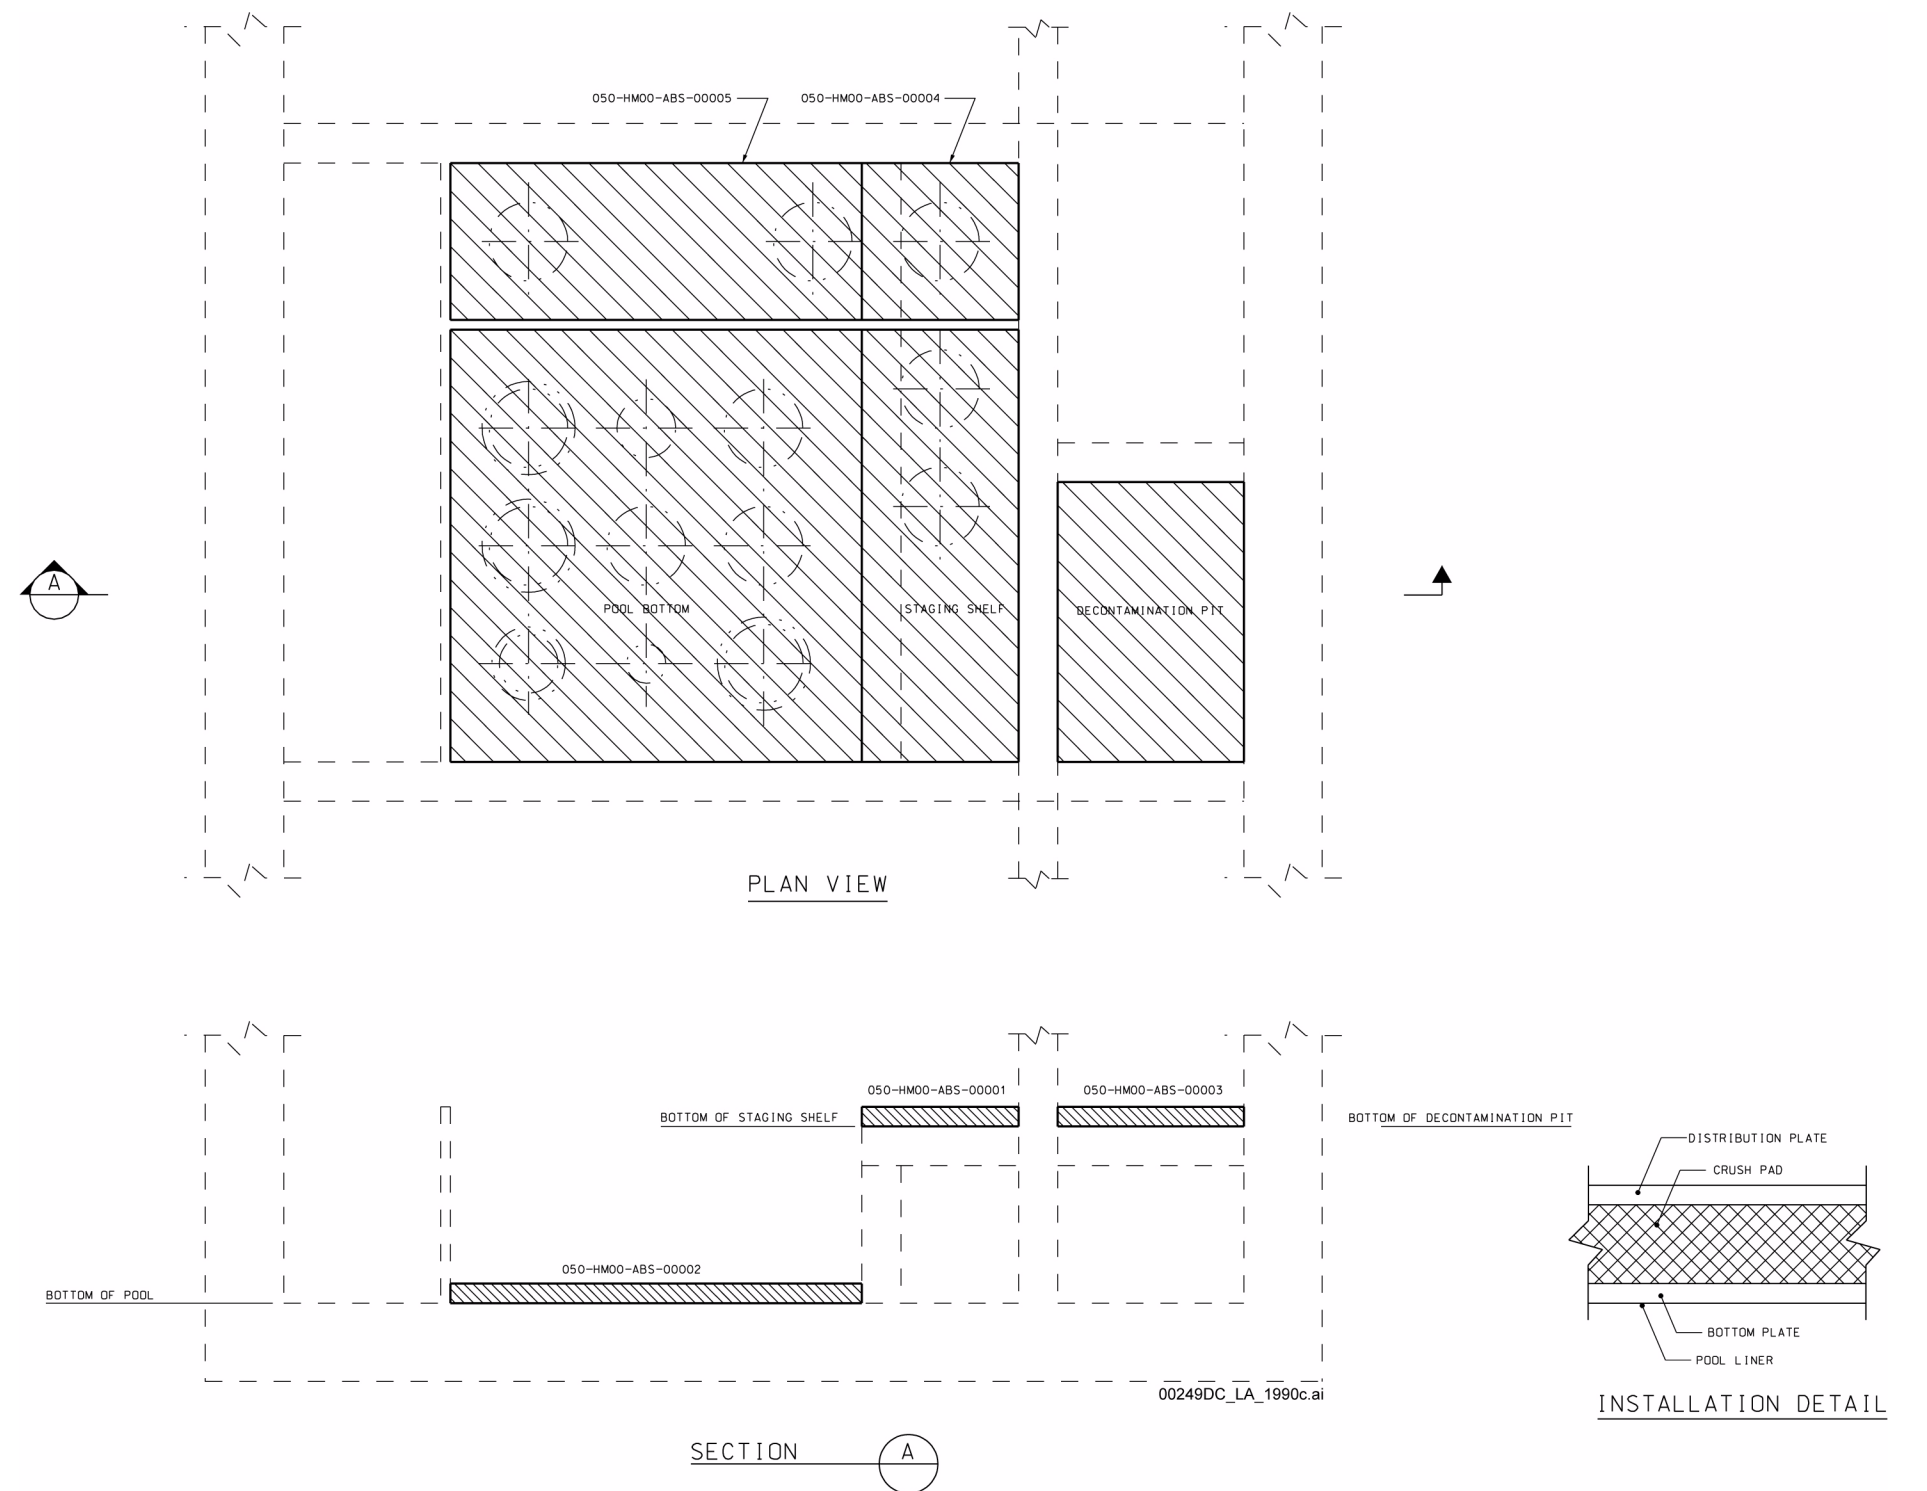 050-HM00-ABS-00005
050-HM00-ABS-00004
A
POOL BOTTOM
STAGING SHELF
DECONTAMINATION PIT
PLAN VIEW
050-HM00-ABS-00001
050-HM00-ABS-00003
BOTTOM OF STAGING SHELF
BOTTOM OF DECONTAMINATION PIT
DISTRIBUTION PLATE
CRUSH PAD
050-HM00-ABS-00002
BOTTOM OF POOL
BOTTOM PLATE
POOL LINER
00249DC_LA_1990c.ai
INSTALLATION DETAIL
SECTION A